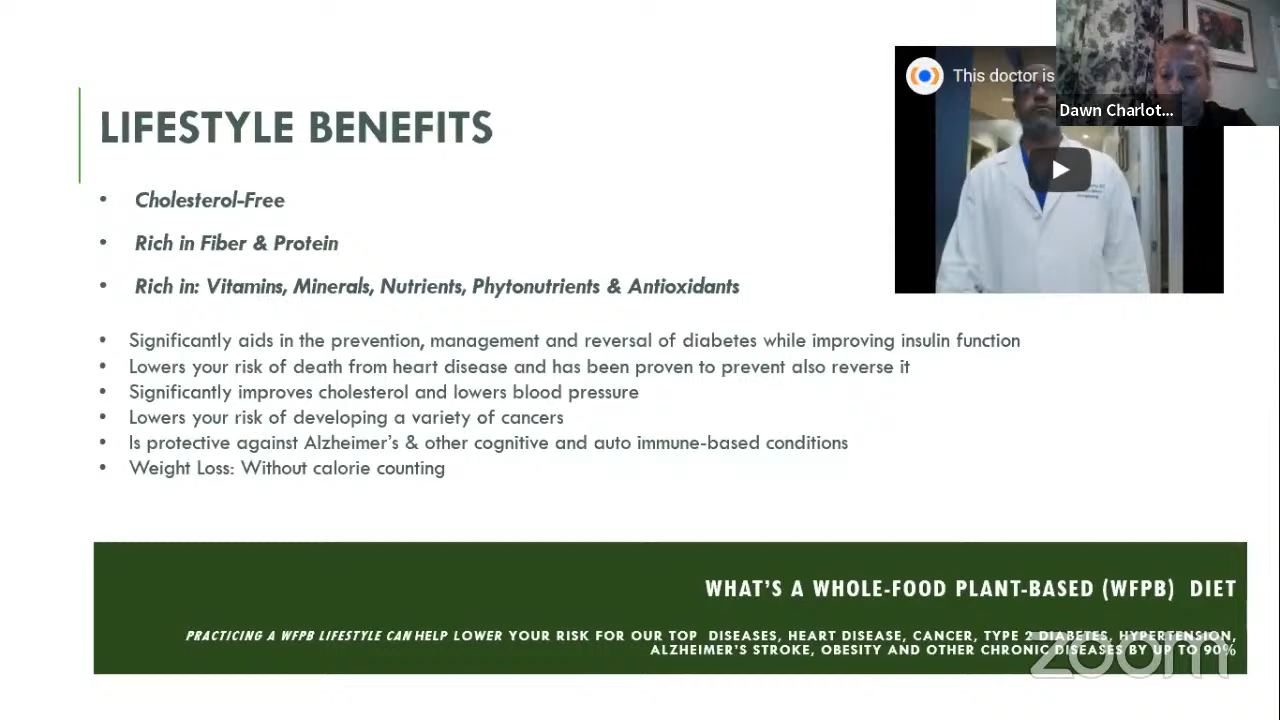 This doctor is
Dawn Charlot...
LIFESTYLE BENEFITS
• Cholesterol-Free
• Rich in Fiber & Protein
• Rich in: Vitamins, Minerals, Nutrients, Phytonutrients & Antioxidants
• Significantly aids in the prevention, management and reversal of diabetes while improving insulin function
• Lowers your risk of death from heart disease and has been proven to prevent also reverse it
• Significantly improves cholesterol and lowers blood pressure
• Lowers your risk of developing a variety of cancers
• Is protective against Alzheimer's & other cognitive and auto immune-based conditions
• Weight Loss: Without calorie counting
WHAT'S A WHOLE-FOOD PLANT-BASED (WFPB) DIET
PRACTICING A WFPB LIFESTYLE CAN HELP LOWER YOUR RISK FOR OUR TOP DISEASES, HEART DISEASE, CANCER, TYPE 2 DIABETES, HYPERTENSION,
ALZHEIMER'S STROKE, OBESITY AND OTHER CHRONIC DISEASES BY UP TO 90%
zoom